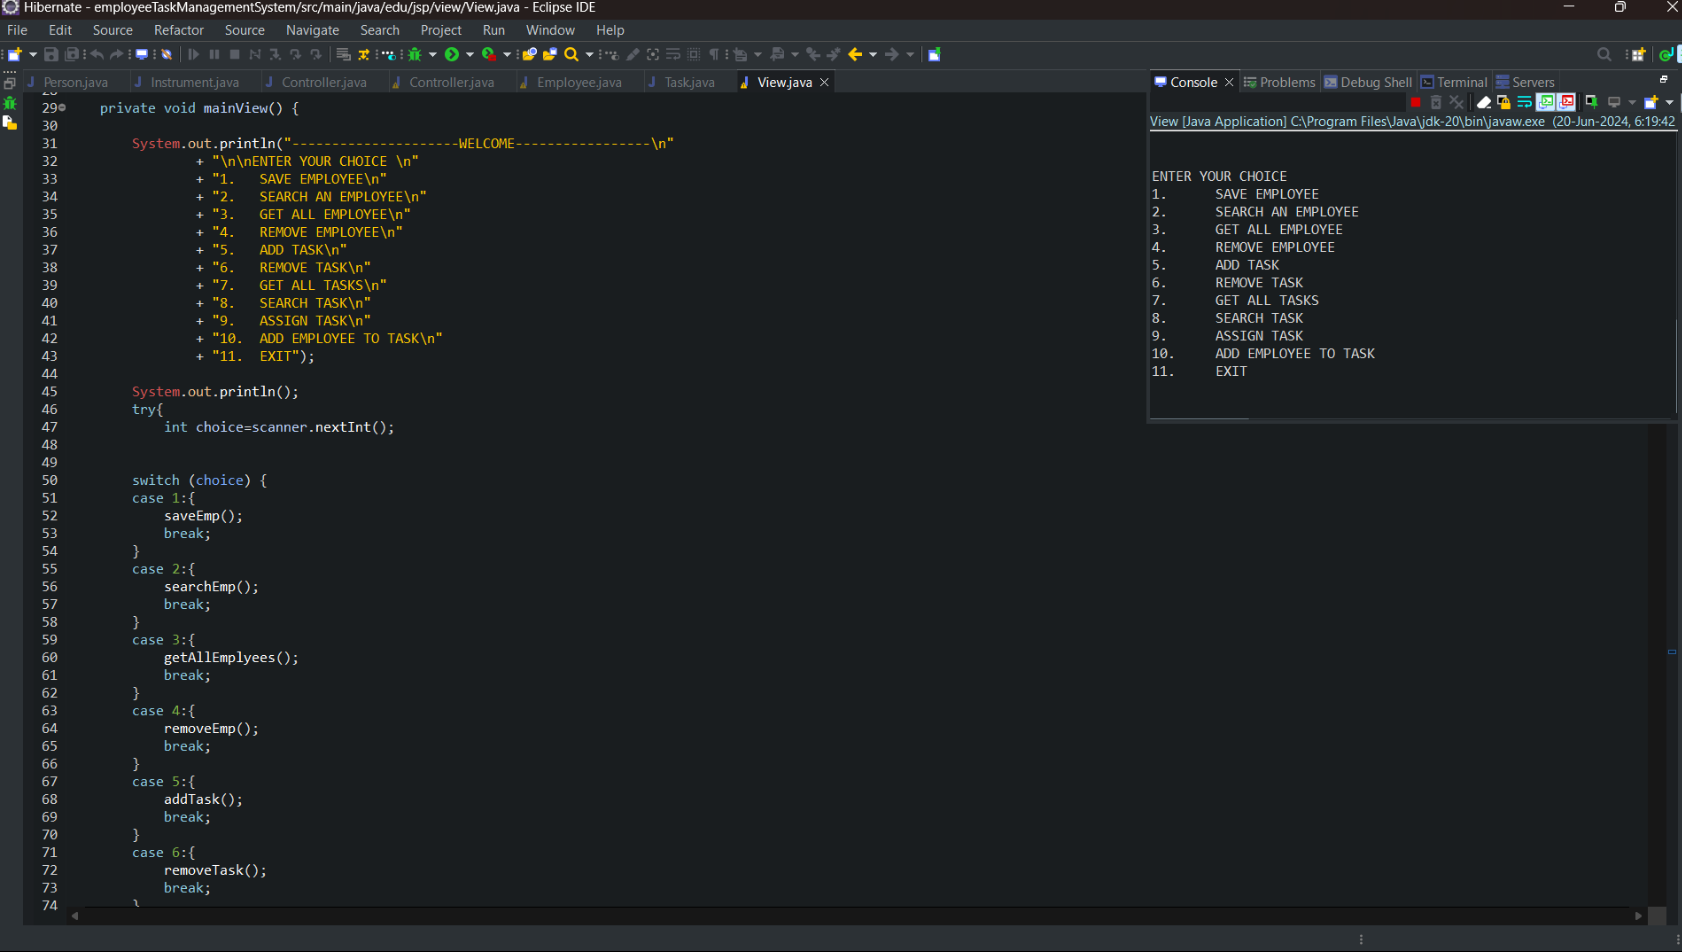 Hibernate - employeeTaskManagementSystem/src/main/java/edu/jsp/view/View.java - Eclipse IDE
File Edit Source Refactor Source Navigate Search Project Run Window Help
Person.java Instrument.java Controller.java Controller.java Employee.java Task.java View.java
29 private void mainView() {
30
31 System.out.println("---------------------WELCOME-----------------\n"
32 + "\n\nENTER YOUR CHOICE \n"
33 + "1. SAVE EMPLOYEE\n"
34 + "2. SEARCH AN EMPLOYEE\n"
35 + "3. GET ALL EMPLOYEE\n"
36 + "4. REMOVE EMPLOYEE\n"
37 + "5. ADD TASK\n"
38 + "6. REMOVE TASK\n"
39 + "7. GET ALL TASKS\n"
40 + "8. SEARCH TASK\n"
41 + "9. ASSIGN TASK\n"
42 + "10. ADD EMPLOYEE TO TASK\n"
43 + "11. EXIT");
44
45 System.out.println();
46 try{
47 int choice=scanner.nextInt();
48
49
50 switch (choice) {
51 case 1:{
52 saveEmp();
53 break;
54 }
55 case 2:{
56 searchEmp();
57 break;
58 }
59 case 3:{
60 getAllEmplyees();
61 break;
62 }
63 case 4:{
64 removeEmp();
65 break;
66 }
67 case 5:{
68 addTask();
69 break;
70 }
71 case 6:{
72 removeTask();
73 break;
74 }
Console Problems Debug Shell Terminal Servers
View [Java Application] C:\Program Files\Java\jdk-20\bin\javaw.exe (20-Jun-2024, 6:19:42
ENTER YOUR CHOICE
1. SAVE EMPLOYEE
2. SEARCH AN EMPLOYEE
3. GET ALL EMPLOYEE
4. REMOVE EMPLOYEE
5. ADD TASK
6. REMOVE TASK
7. GET ALL TASKS
8. SEARCH TASK
9. ASSIGN TASK
10. ADD EMPLOYEE TO TASK
11. EXIT